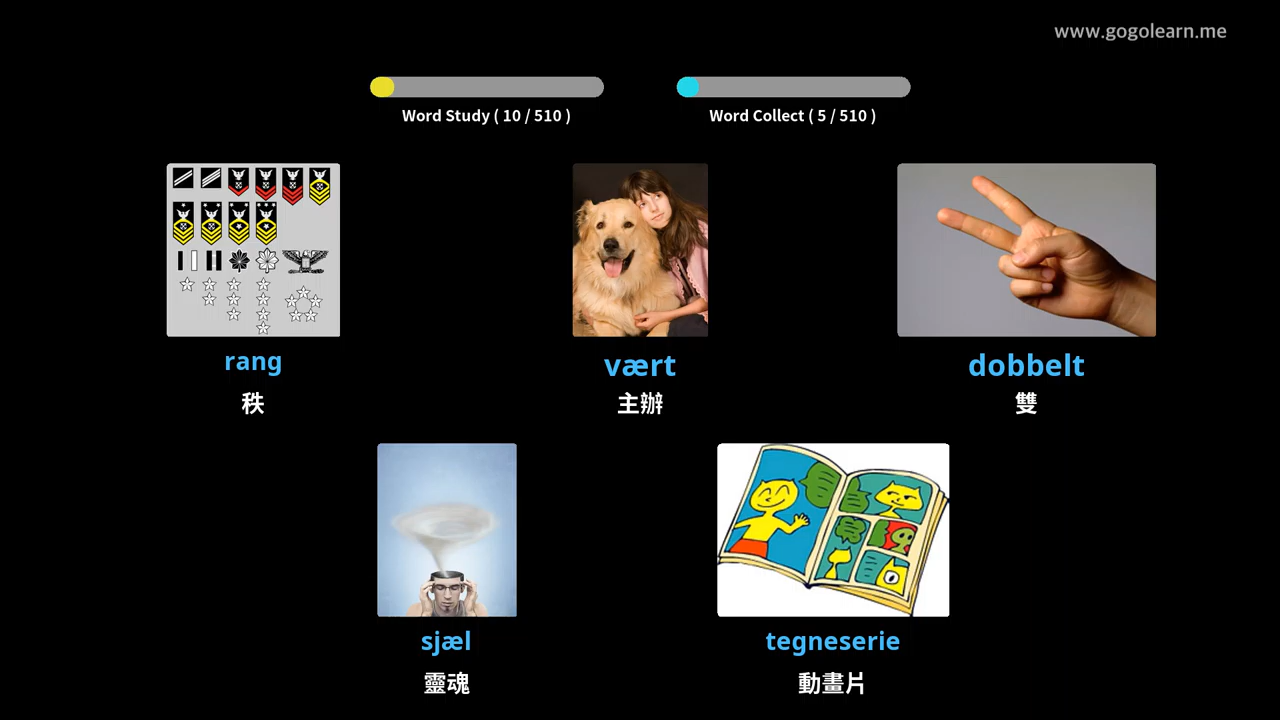 www.gogolearn.me
Word Study ( 10 / 510 )
Word Collect ( 5 / 510 )
rang
秩
vært
主辦
dobbelt
雙
sjæl
靈魂
tegneserie
動畫片